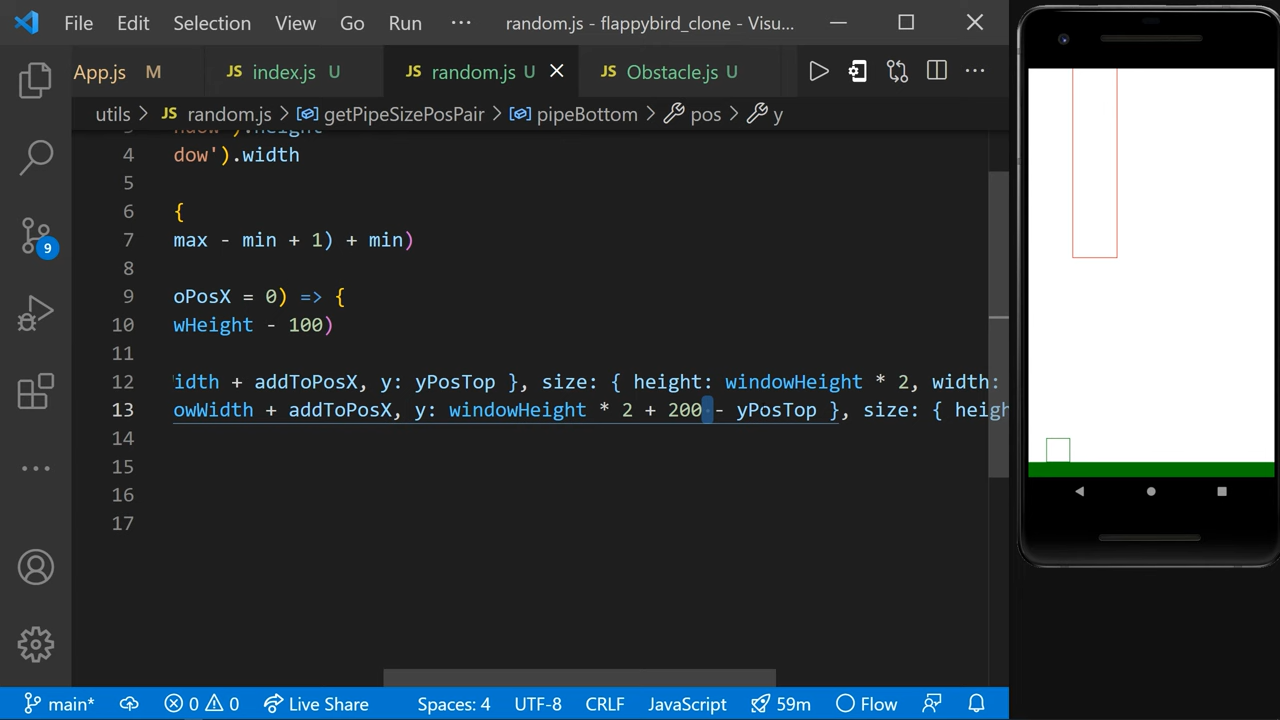 File Edit Selection View Go Run ··· random.js - flappybird_clone - Visu...
App.js M JS index.js U JS random.js U JS Obstacle.js U
utils > JS random.js > getPipeSizePosPair > pipeBottom > pos > y
4 dow').width
5
6 {
7 max - min + 1) + min)
8
9 oPosX = 0) => {
10 wHeight - 100)
11
12 idth + addToPosX, y: yPosTop }, size: { height: windowHeight * 2, width:
13 owWidth + addToPosX, y: windowHeight * 2 + 200 - yPosTop }, size: { heigh
14
15
16
17
9
main* 0 0 Live Share Spaces: 4 UTF-8 CRLF JavaScript 59m Flow